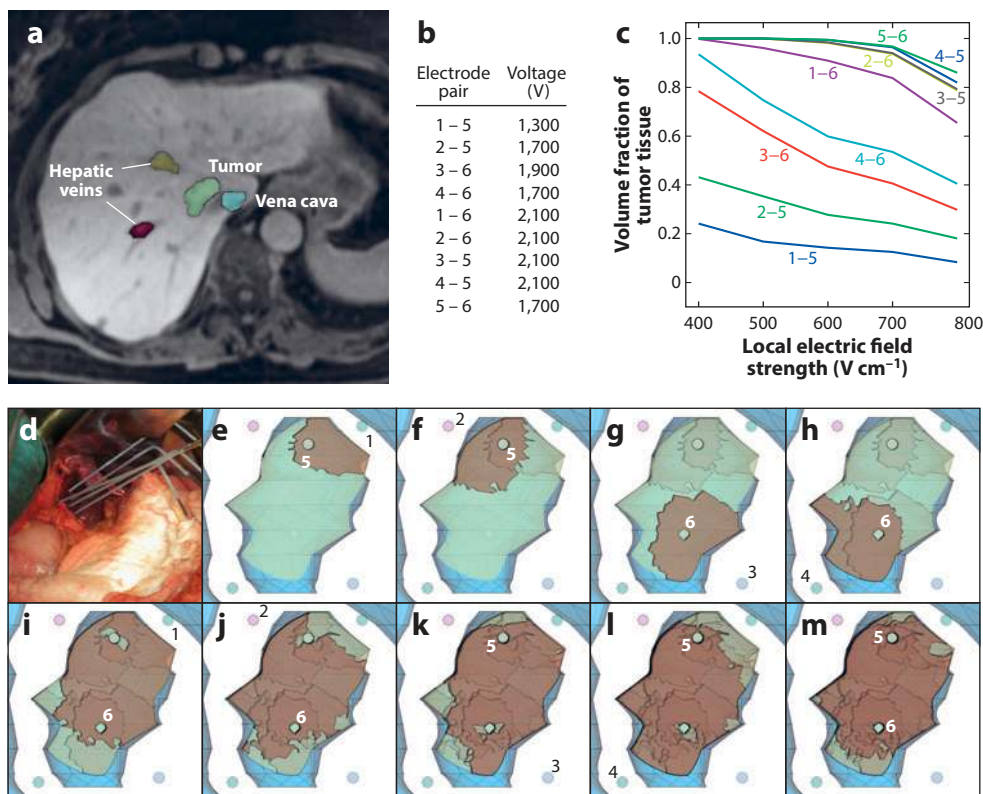 a
Hepatic
veins
Tumor
Vena cava
b
Electrode pair Voltage (V)
1 – 5 1,300
2 – 5 1,700
3 – 6 1,900
4 – 6 1,700
1 – 6 2,100
2 – 6 2,100
3 – 5 2,100
4 – 5 2,100
5 – 6 1,700
c
Volume fraction of
tumor tissue
1.0
0.8
0.6
0.4
0.2
0
5–6
4–5
2–6
3–5
1–6
4–6
3–6
2–5
1–5
400 500 600 700 800
Local electric field
strength (V cm–1)
d
e
1
5
f
2
5
g
6
3
h
6
4
i
1
6
j
2
6
k
5
3
l
5
4
m
5
6